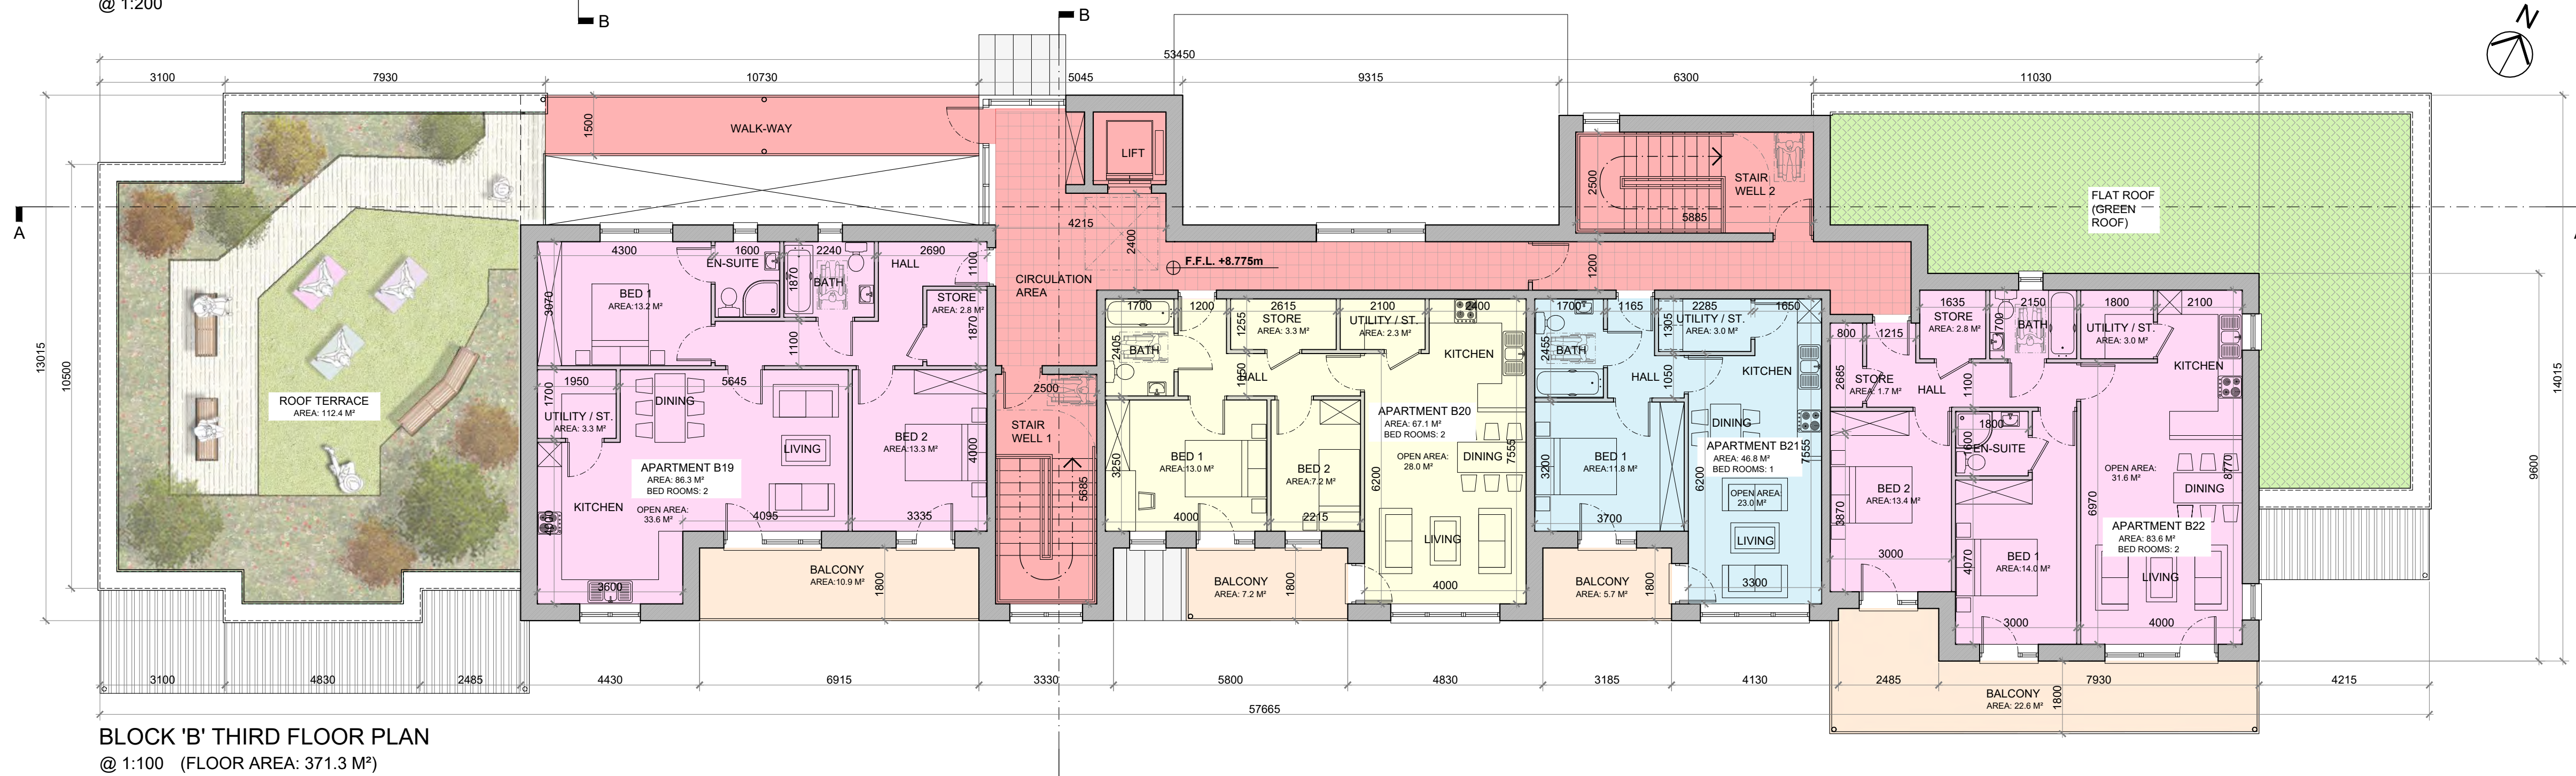 @ 1:200
B
B
N
53450
3100
7930
10730
5045
9315
6300
11030
1500
WALK-WAY
LIFT
2500
STAIR
WELL 2
5885
FLAT ROOF
(GREEN
ROOF)
A
13015
10500
14015
9600
4215
2400
F.F.L. +8.775m
1200
CIRCULATION
AREA
ROOF TERRACE
AREA: 112.4 M²
4300
1600
2240
2690
EN-SUITE
1870
BATH
HALL
1100
BED 1
AREA:13.2 M²
3070
STORE
AREA: 2.8 M²
1870
1100
1700
1950
5645
DINING
UTILITY / ST.
AREA: 3.3 M²
LIVING
BED 2
AREA:13.3 M²
4000
APARTMENT B19
AREA: 86.3 M²
BED ROOMS: 2
KITCHEN
OPEN AREA:
33.6 M²
4000
4095
3335
3600
BALCONY
AREA:10.9 M²
1800
2500
STAIR
WELL 1
5685
1700
1200
2615
2100
2400
1255
STORE
AREA: 3.3 M²
UTILITY / ST.
AREA: 2.3 M²
2405
BATH
KITCHEN
1050
HALL
APARTMENT B20
AREA: 67.1 M²
BED ROOMS: 2
3250
BED 1
AREA:13.0 M²
BED 2
AREA:7.2 M²
OPEN AREA:
28.0 M²
DINING
7555
6200
4000
2215
LIVING
4000
BALCONY
AREA: 7.2 M²
1800
1700
1165
2285
1650
1305
UTILITY / ST.
AREA: 3.0 M²
2455
BATH
KITCHEN
HALL
1050
DINING
APARTMENT B21
AREA: 46.8 M²
BED ROOMS: 1
7555
3200
BED 1
AREA:11.8 M²
6200
OPEN AREA:
23.0 M²
3700
LIVING
3300
BALCONY
AREA: 5.7 M²
1800
800
1215
1635
2150
1800
2100
STORE
AREA: 2.8 M²
1700
BATH
UTILITY / ST.
AREA: 3.0 M²
KITCHEN
2685
STORE
AREA: 1.7 M²
HALL
1100
1800
1600
EN-SUITE
OPEN AREA:
31.6 M²
8770
DINING
BED 2
AREA:13.4 M²
3870
6970
APARTMENT B22
AREA: 83.6 M²
BED ROOMS: 2
3000
BED 1
AREA:14.0 M²
4070
LIVING
3000
4000
BALCONY
AREA: 22.6 M²
1800
3100
4830
2485
4430
6915
3330
5800
4830
3185
4130
2485
7930
4215
57665
BLOCK 'B' THIRD FLOOR PLAN
@ 1:100 (FLOOR AREA: 371.3 M²)